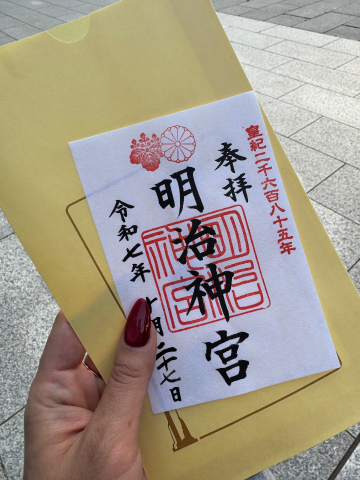 皇紀二千六百八十五年
奉拝
明治神宮
令和七年十月二十七日